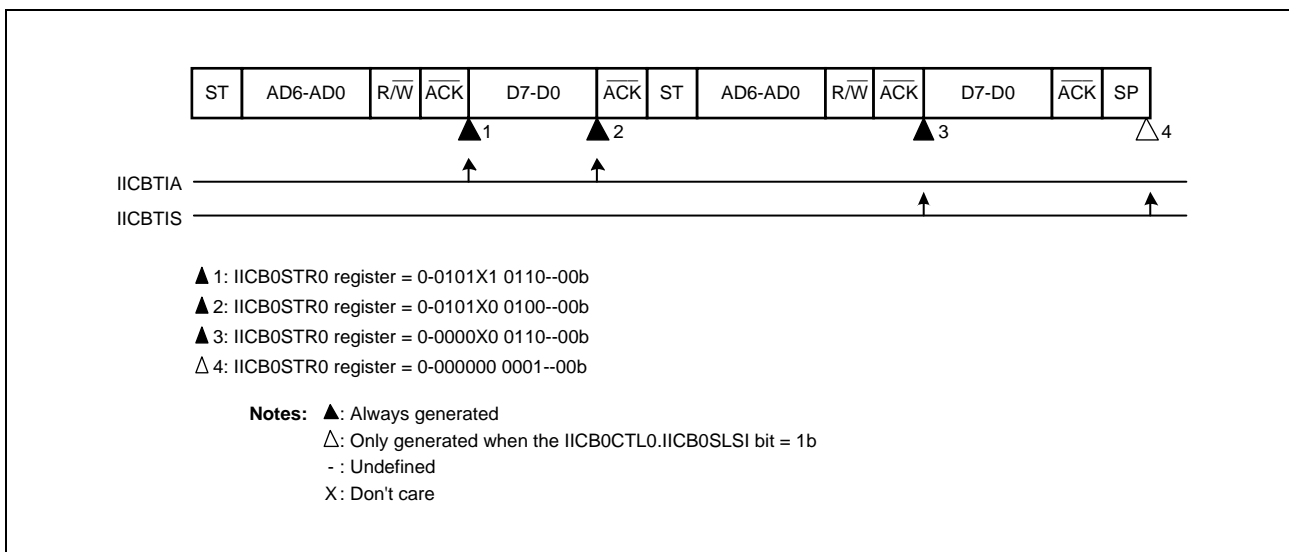 ST AD6-AD0 R/W ACK D7-D0 ACK ST AD6-AD0 R/W ACK D7-D0 ACK SP
▲1 ▲2 ▲3 △4
IICBTIA
IICBTIS
▲ 1: IICB0STR0 register = 0-0101X1 0110--00b
▲ 2: IICB0STR0 register = 0-0101X0 0100--00b
▲ 3: IICB0STR0 register = 0-0000X0 0110--00b
△ 4: IICB0STR0 register = 0-000000 0001--00b
Notes: ▲: Always generated
△: Only generated when the IICB0CTL0.IICB0SLSI bit = 1b
- : Undefined
X : Don't care